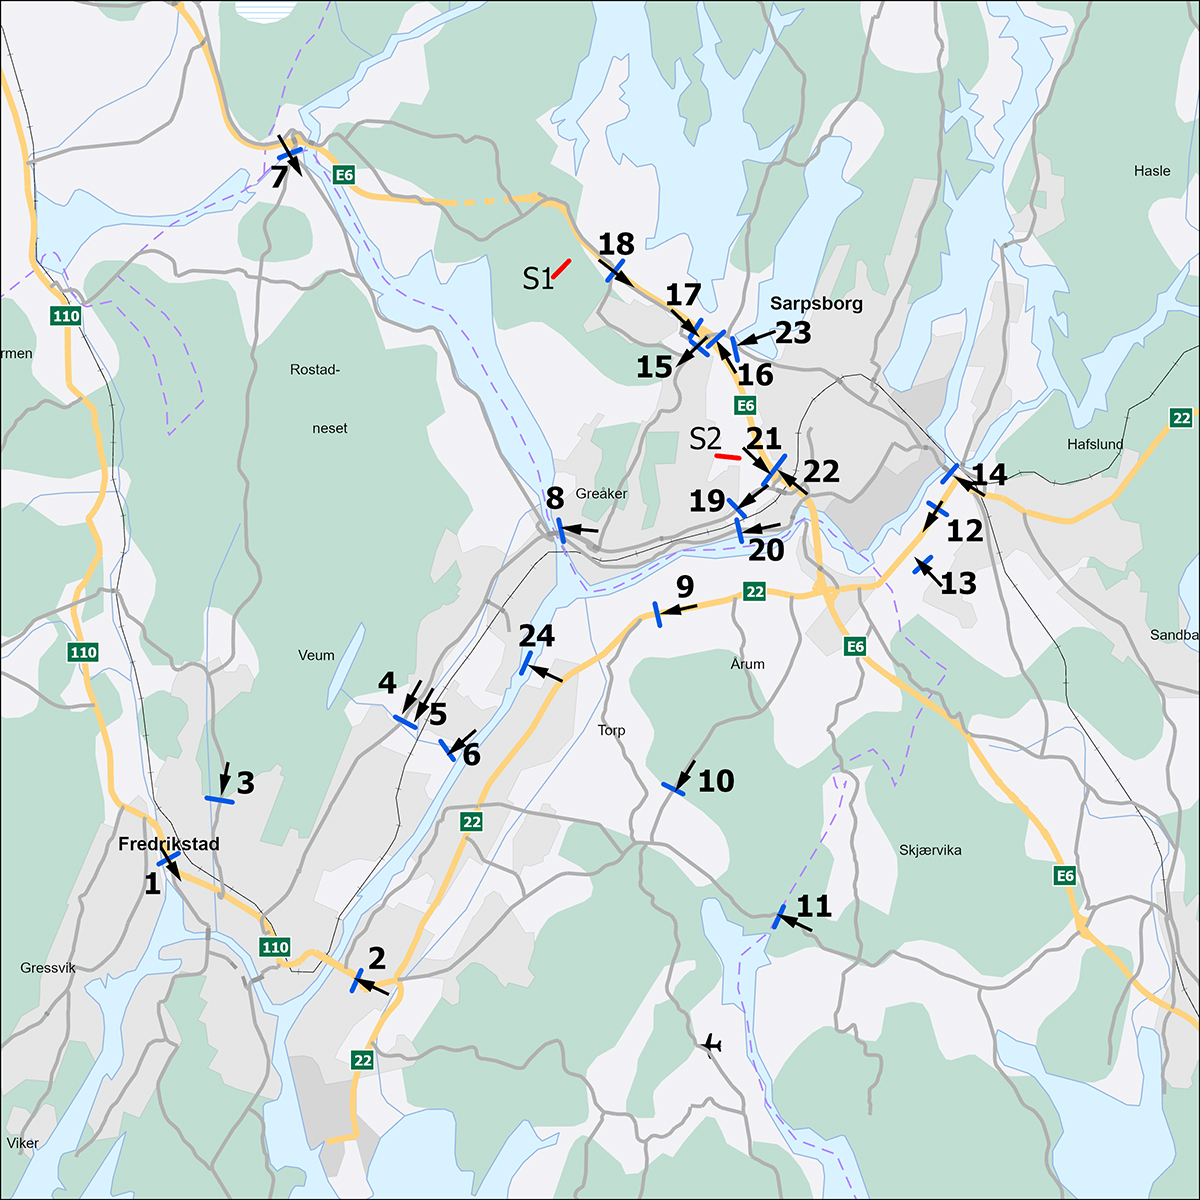 Hasle
7
E6
18
S1
17
Sarpsborg
110
23
rmen
15
16
Rostad-
E6
22
neset
S2
21
Hafslund
22
14
8
Greåker
19
12
20
13
9
22
24
Sandba
110
Veum
E6
Årum
4
5
Torp
6
10
3
22
Fredrikstad
Skjærvika
1
E6
11
110
2
Gressvik
22
Viker